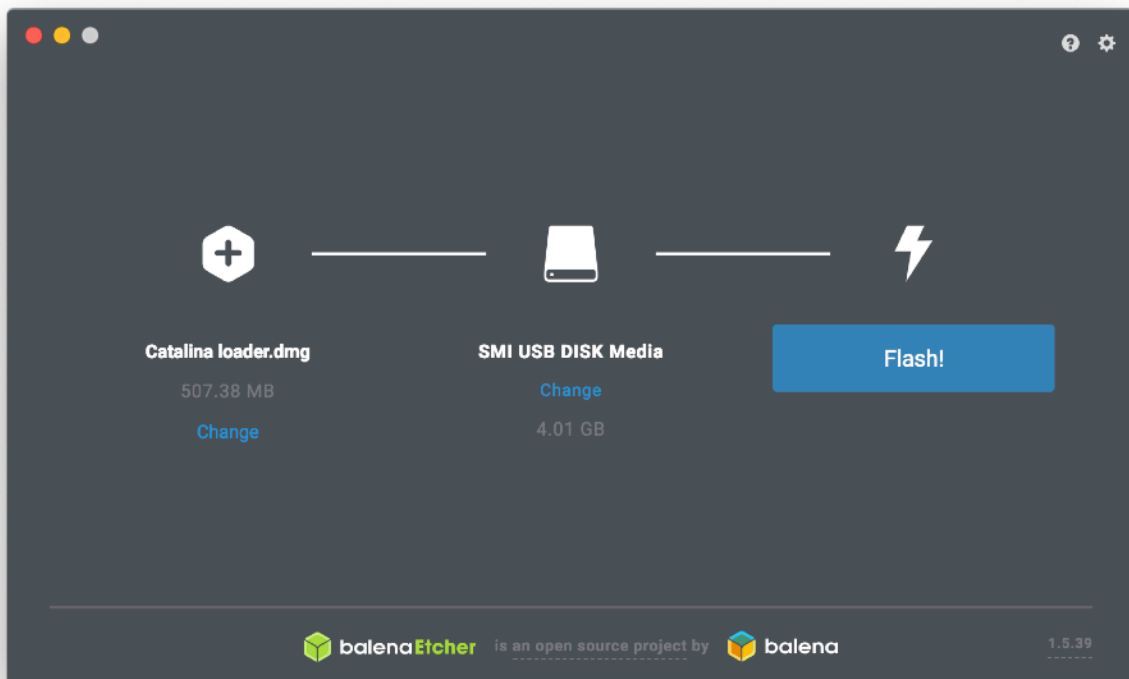 Catalina loader.dmg
507.38 MB
Change
SMI USB DISK Media
Change
4.01 GB
Flash!
balenaEtcher is an open source project by balena
1.5.39